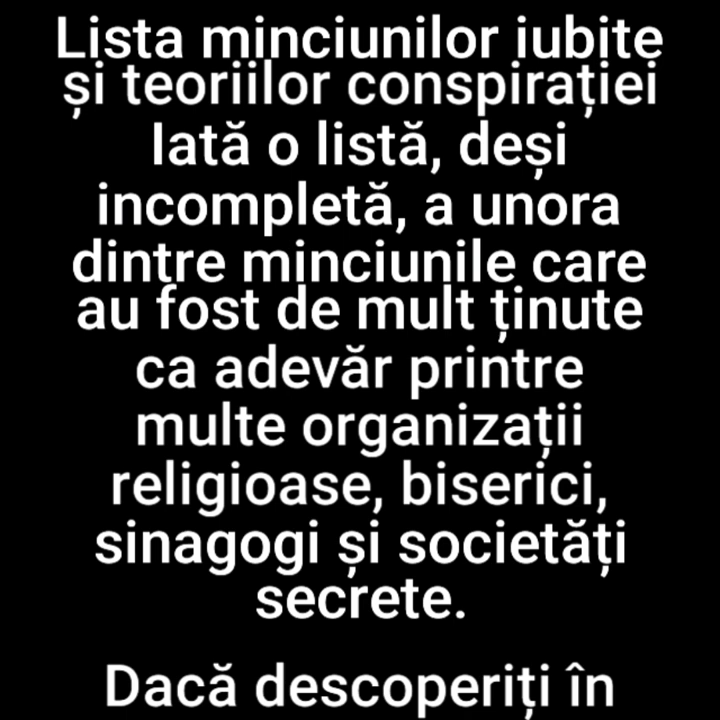 Lista minciunilor iubite
și teoriilor conspirației
Iată o listă, deși
incompletă, a unora
dintre minciunile care
au fost de mult ținute
ca adevăr printre
multe organizații
religioase, biserici,
sinagogi și societăți
secrete.
Dacă descoperiți în